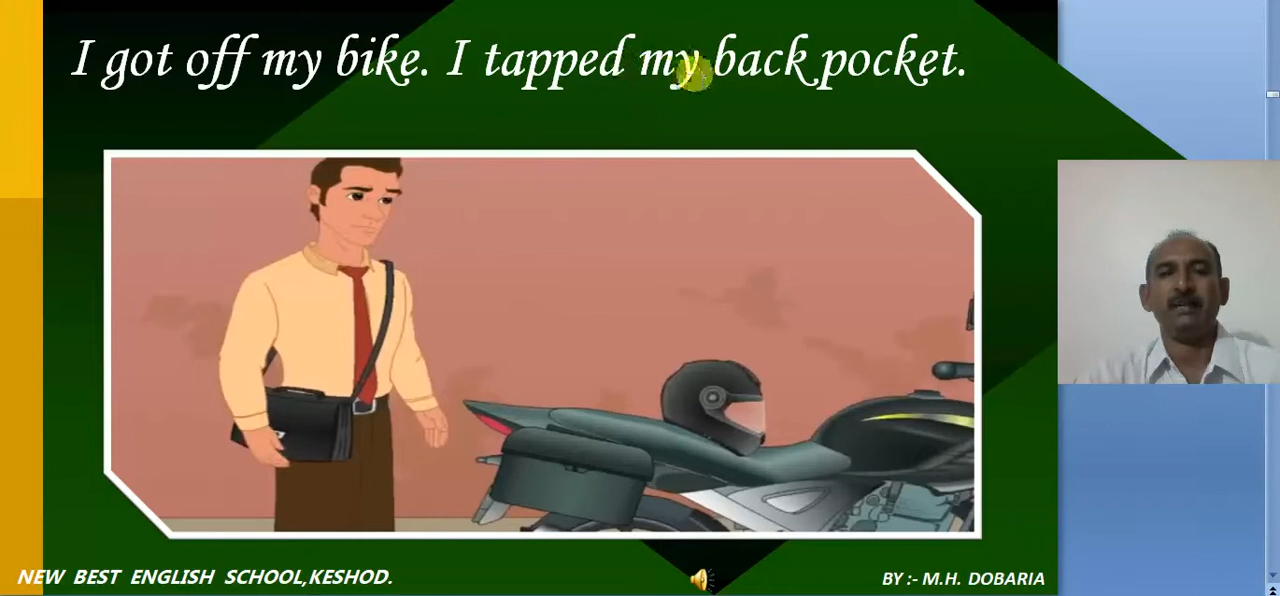 I got off my bike. I tapped my back pocket.
NEW BEST ENGLISH SCHOOL,KESHOD.
BY :- M.H. DOBARIA